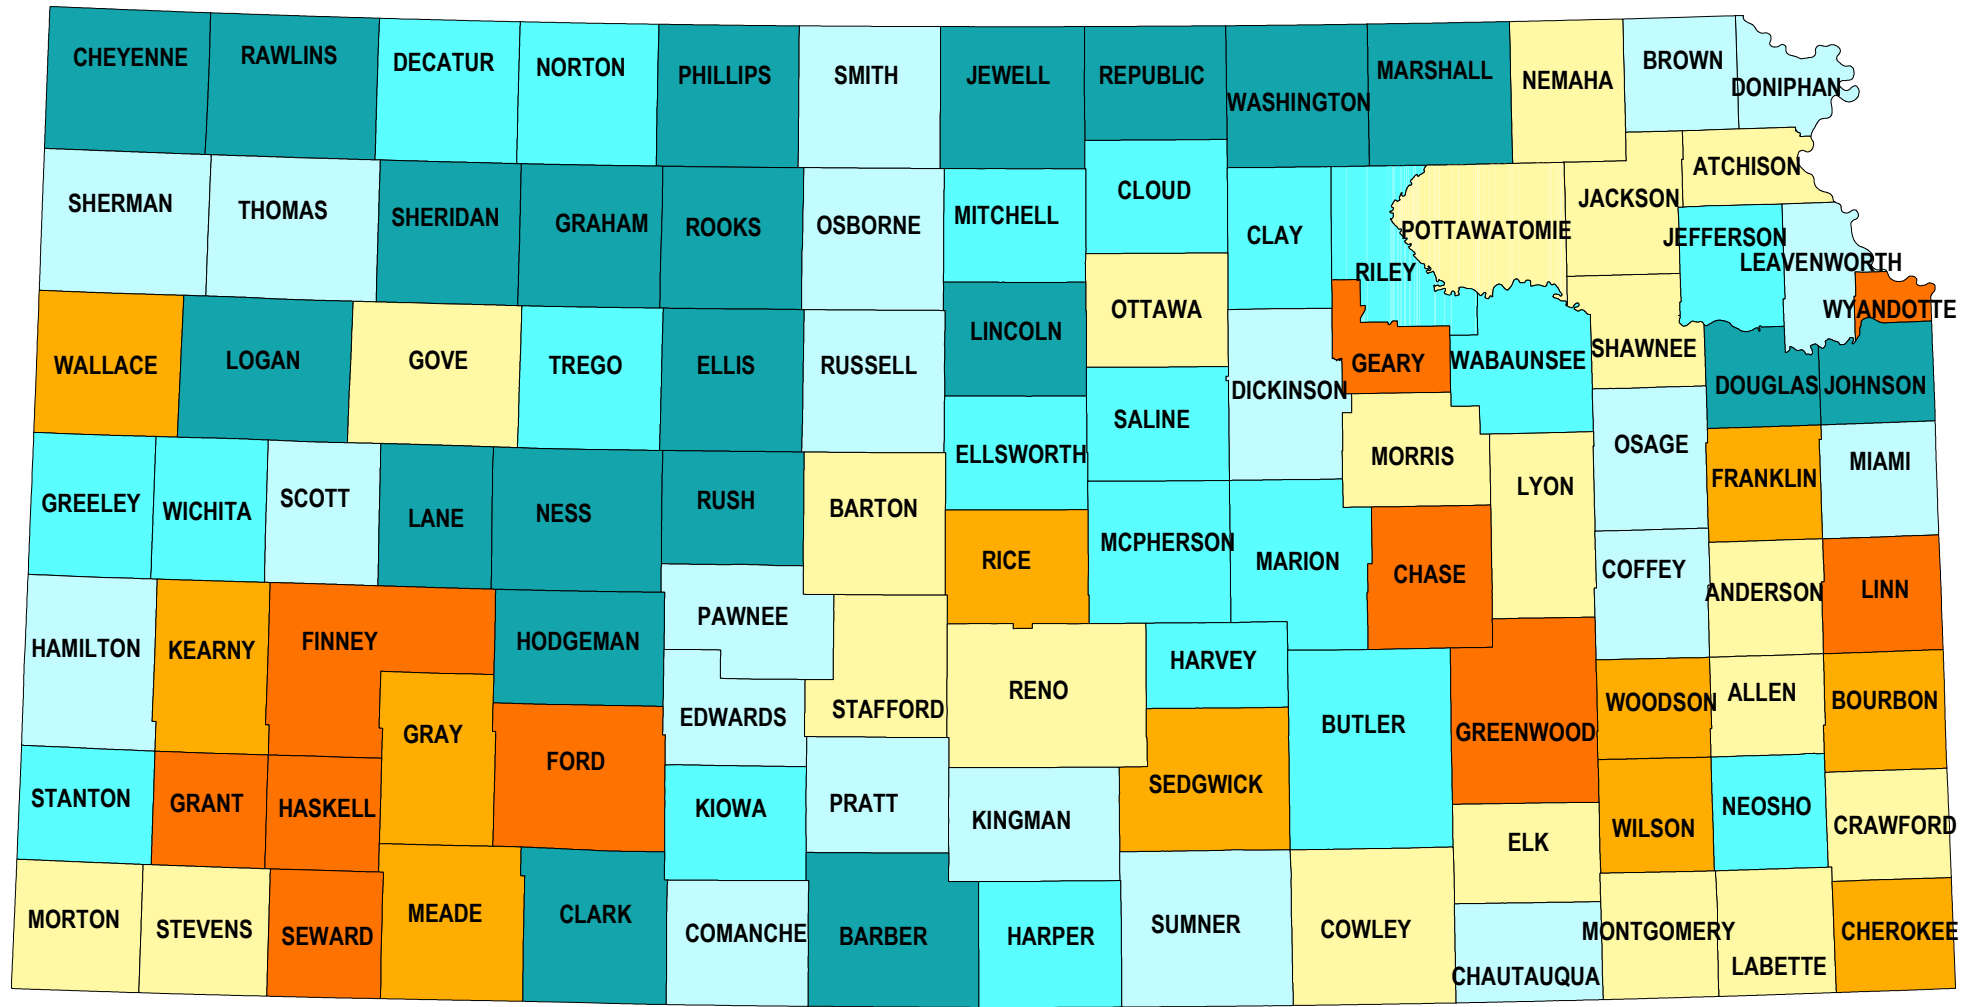 CHEYENNE
RAWLINS
DECATUR
NORTON
PHILLIPS
SMITH
JEWELL
REPUBLIC
WASHINGTON
MARSHALL
NEMAHA
BROWN
DONIPHAN
SHERMAN
THOMAS
SHERIDAN
GRAHAM
ROOKS
OSBORNE
MITCHELL
CLOUD
CLAY
RILEY
POTTAWATOMIE
JACKSON
ATCHISON
JEFFERSON
LEAVENWORTH
WYANDOTTE
WALLACE
LOGAN
GOVE
TREGO
ELLIS
RUSSELL
LINCOLN
OTTAWA
SALINE
DICKINSON
GEARY
WABAUNSEE
SHAWNEE
DOUGLAS
JOHNSON
GREELEY
WICHITA
SCOTT
LANE
NESS
RUSH
BARTON
ELLSWORTH
RICE
MCPHERSON
MARION
MORRIS
CHASE
LYON
OSAGE
FRANKLIN
MIAMI
COFFEY
ANDERSON
LINN
HAMILTON
KEARNY
FINNEY
HODGEMAN
PAWNEE
EDWARDS
STAFFORD
RENO
HARVEY
BUTLER
GREENWOOD
WOODSON
ALLEN
BOURBON
GRAY
FORD
STANTON
GRANT
HASKELL
KIOWA
PRATT
KINGMAN
SEDGWICK
ELK
WILSON
NEOSHO
CRAWFORD
MORTON
STEVENS
SEWARD
MEADE
CLARK
COMANCHE
BARBER
HARPER
SUMNER
COWLEY
CHAUTAUQUA
MONTGOMERY
LABETTE
CHEROKEE